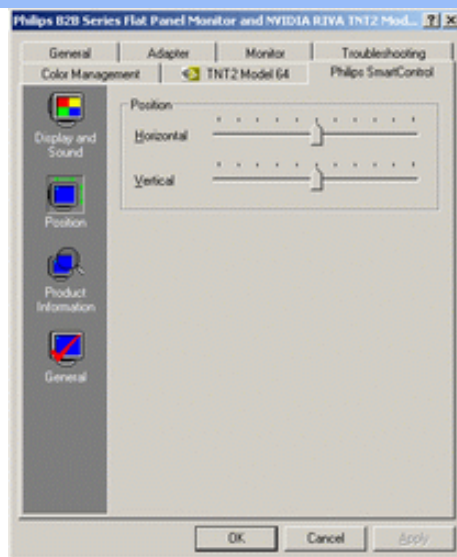 Philips B2B Series Flat Panel Monitor and NVIDIA RIVA TNT2 Mod...
General Adapter Monitor Troubleshooting
Color Management TNT2 Model 64 Philips SmartControl
Display and
Sound
Position
Product
Information
General
Position
Horizontal
Vertical
OK Cancel Apply